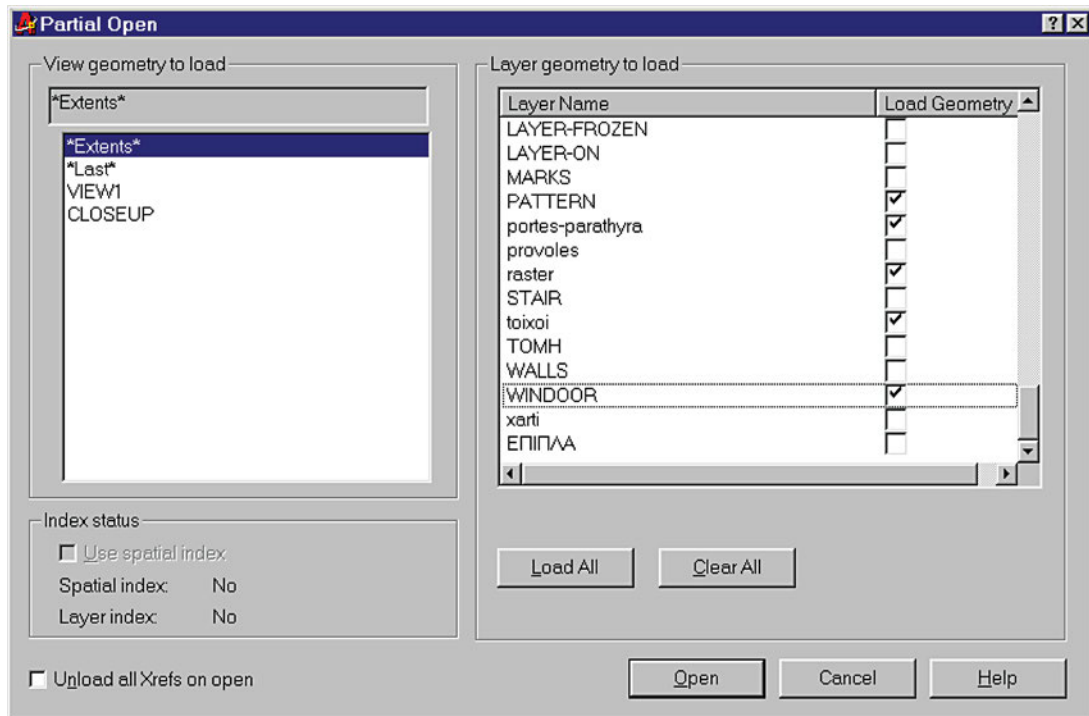 Partial Open
View geometry to load
*Extents*
*Extents*
*Last*
VIEW1
CLOSEUP
Index status
Use spatial index
Spatial index: No
Layer index: No
Unload all Xrefs on open
Layer geometry to load
Layer Name Load Geometry
LAYER-FROZEN
LAYER-ON
MARKS
PATTERN
portes-parathyra
provoles
raster
STAIR
toixoi
TOMH
WALLS
WINDOOR
xarti
ΕΠΙΠΛΑ
Load All Clear All
Open Cancel Help